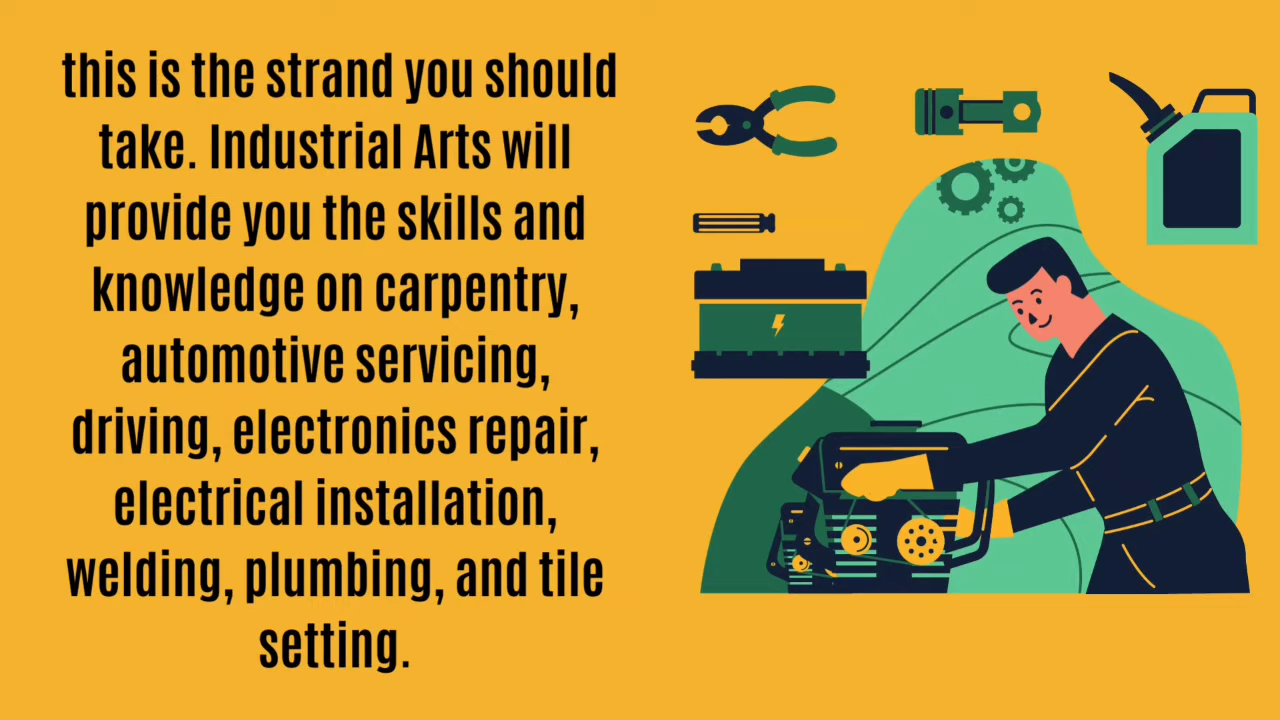 this is the strand you should
take. Industrial Arts will
provide you the skills and
knowledge on carpentry,
automotive servicing,
driving, electronics repair,
electrical installation,
welding, plumbing, and tile
setting.